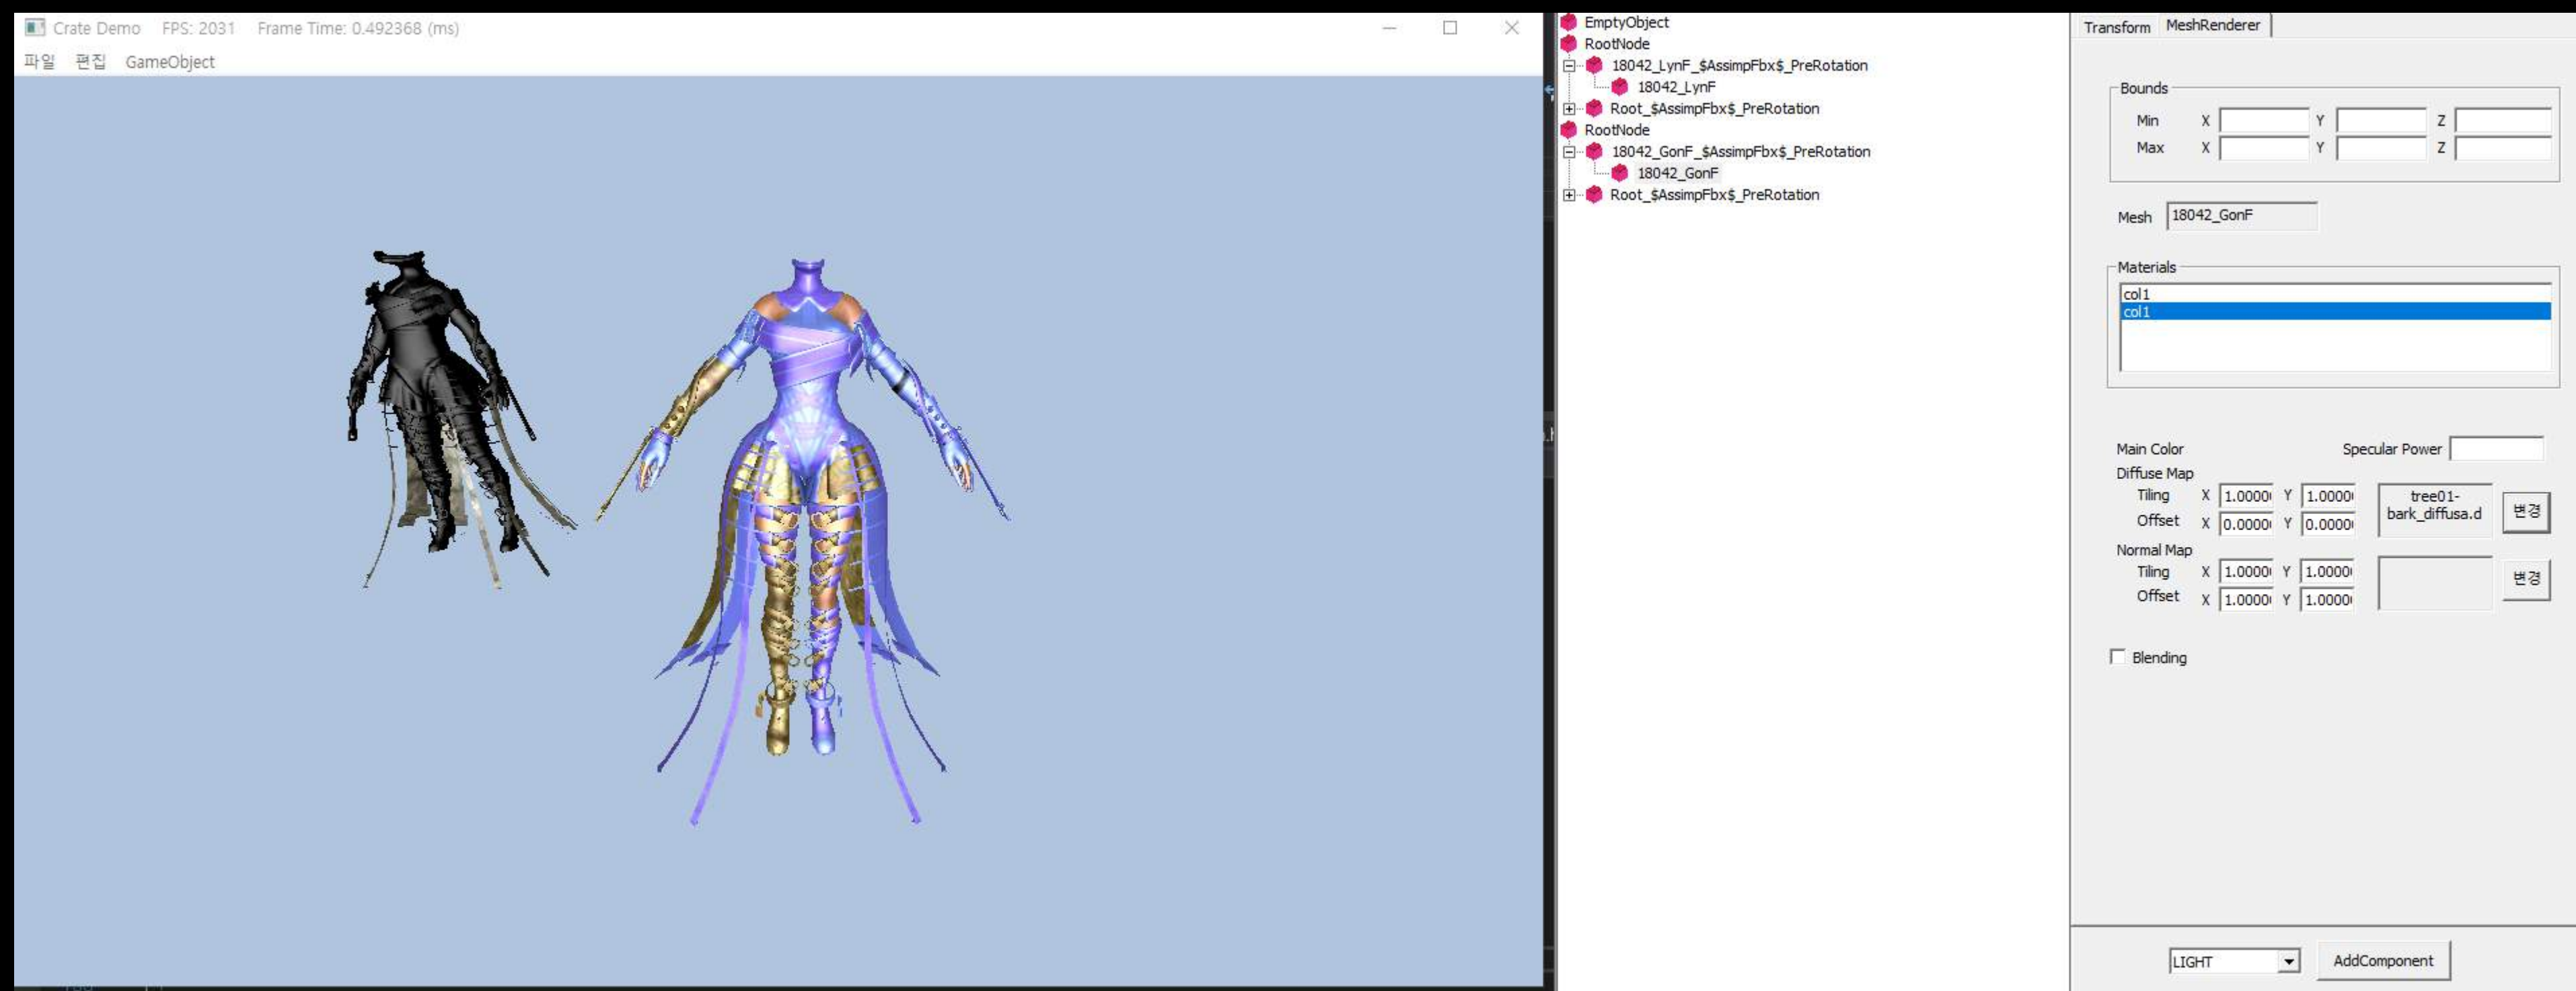 Crate Demo FPS: 2031 Frame Time: 0.492368 (ms)
파일 편집 GameObject
EmptyObject
RootNode
18042_LynF_$AssimpFbx$_PreRotation
18042_LynF
Root_$AssimpFbx$_PreRotation
RootNode
18042_GonF_$AssimpFbx$_PreRotation
18042_GonF
Root_$AssimpFbx$_PreRotation
Transform MeshRenderer
Bounds
Min X Y Z
Max X Y Z
Mesh 18042_GonF
Materials
col1
col1
Main Color Specular Power
Diffuse Map
Tiling X 1.0000 Y 1.0000
Offset X 0.0000 Y 0.0000
tree01-
bark_diffusa.d
변경
Normal Map
Tiling X 1.0000 Y 1.0000
Offset X 1.0000 Y 1.0000
변경
Blending
LIGHT AddComponent